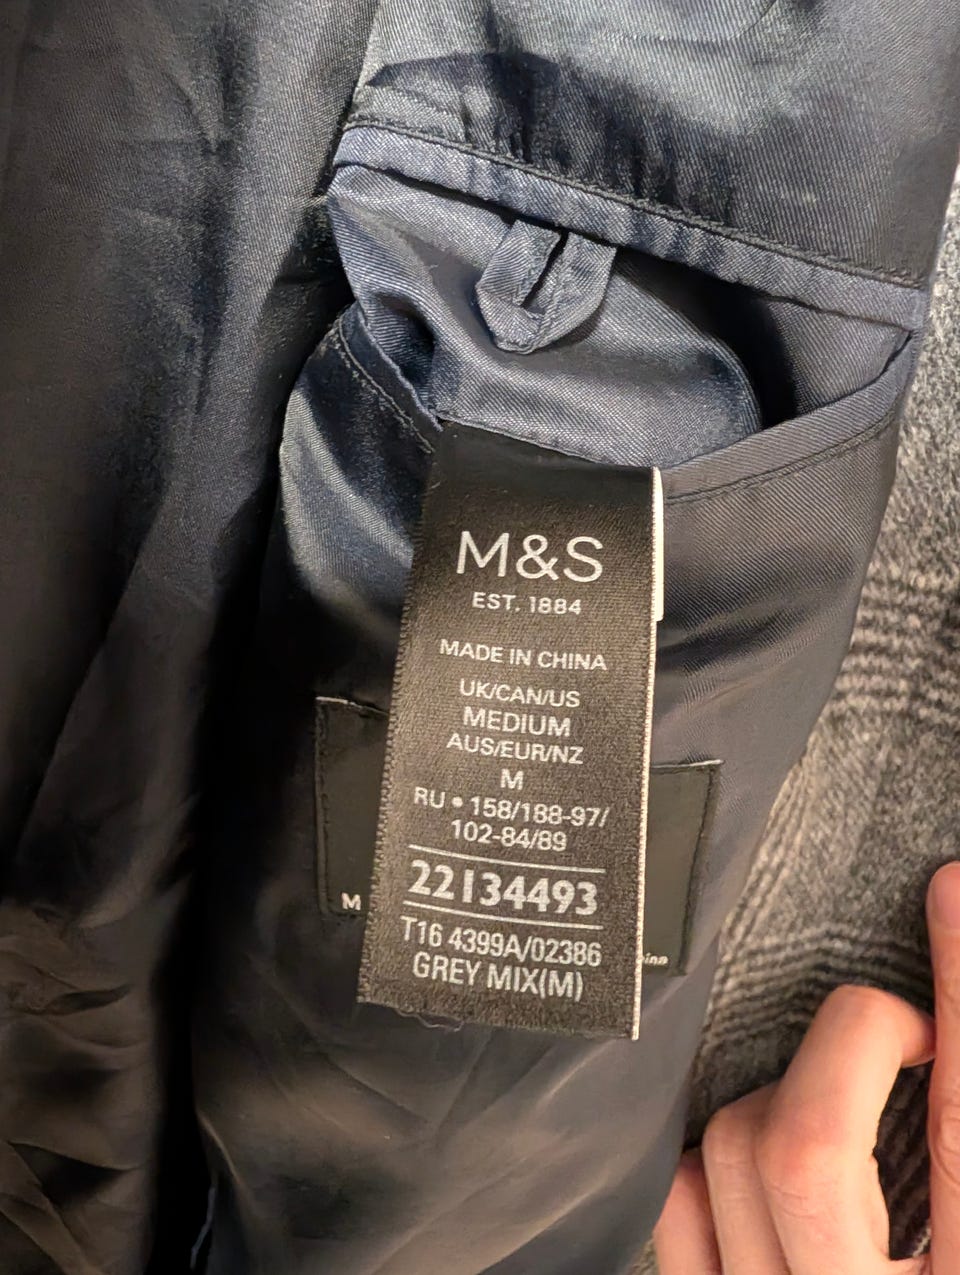 M&S
EST. 1884
MADE IN CHINA
UK/CAN/US
MEDIUM
AUS/EUR/NZ
M
RU • 158/188-97/
102-84/89
22134493
T16 4399A/02386
GREY MIX(M)
M